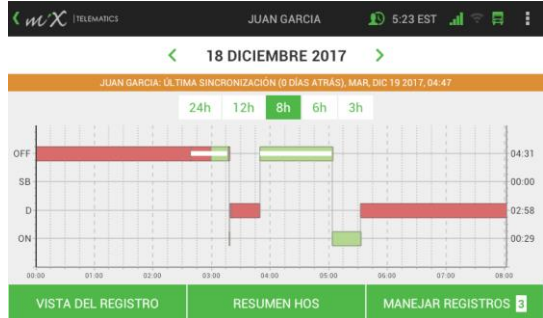 mix TELEMATICS JUAN GARCIA 5:23 EST
18 DICIEMBRE 2017
JUAN GARCIA: ÚLTIMA SINCRONIZACIÓN (0 DÍAS ATRÁS), MAR, DIC 19 2017, 04:47
24h 12h 8h 6h 3h
OFF 04:31
SB 00:00
D 02:58
ON 00:29
00:00 01:00 02:00 03:00 04:00 05:00 06:00 07:00 08:00
VISTA DEL REGISTRO RESUMEN HOS MANEJAR REGISTROS 3